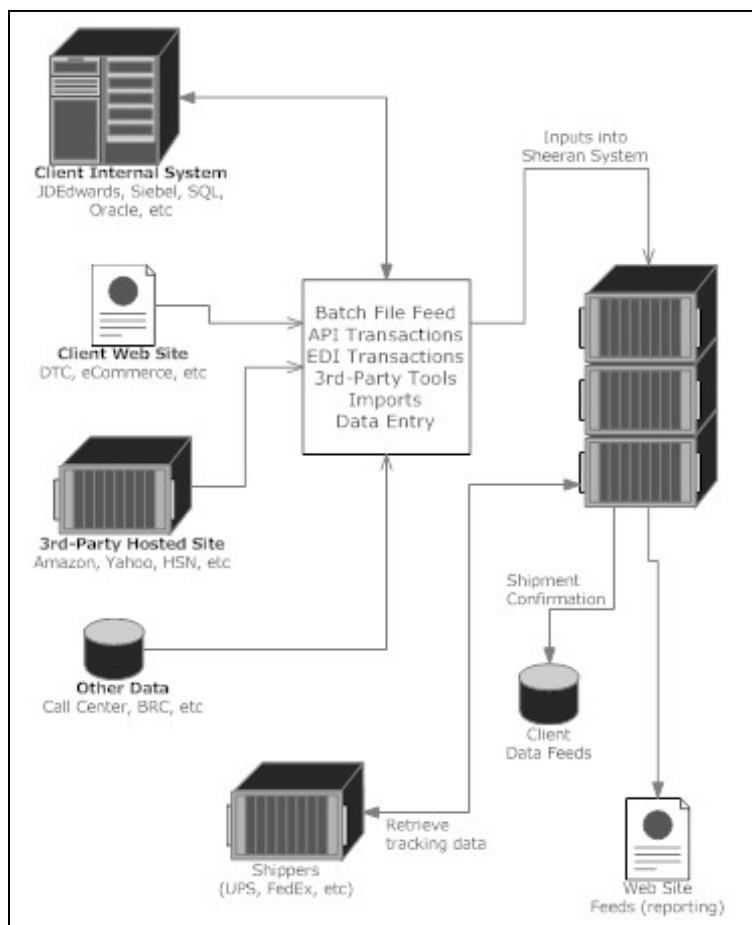 Client Internal System
JDEdwards, Siebel, SQL,
Oracle, etc
Inputs into
Sheeran System
Client Web Site
DTC, eCommerce, etc
Batch File Feed
API Transactions
EDI Transactions
3rd-Party Tools
Imports
Data Entry
3rd-Party Hosted Site
Amazon, Yahoo, HSN, etc
Other Data
Call Center, BRC, etc
Shipment
Confirmation
Client
Data Feeds
Retrieve
tracking data
Shippers
(UPS, FedEx, etc)
Web Site
Feeds (reporting)